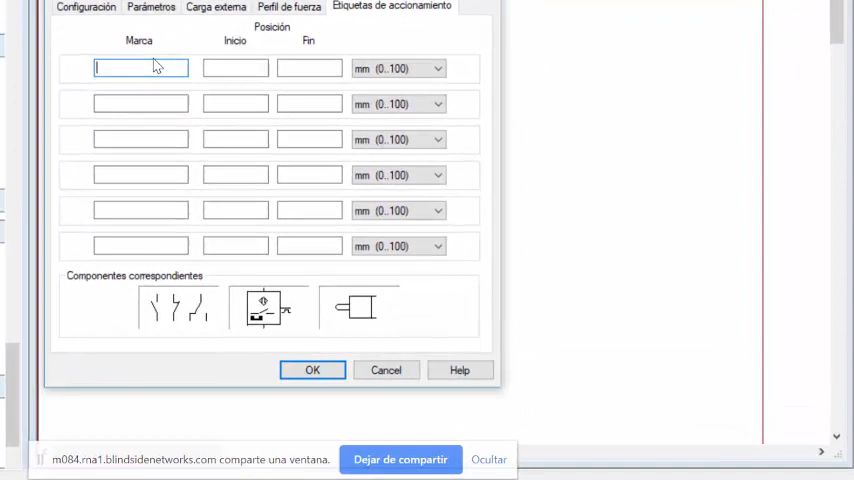 Configuración Parámetros Carga externa Perfil de fuerza Etiquetas de accionamiento
Posición
Marca Inicio Fin
mm (0..100)
mm (0..100)
mm (0..100)
mm (0..100)
mm (0..100)
mm (0..100)
Componentes correspondientes
OK Cancel Help
m084.rna1.blindsidenetworks.com comparte una ventana. Dejar de compartir Ocultar